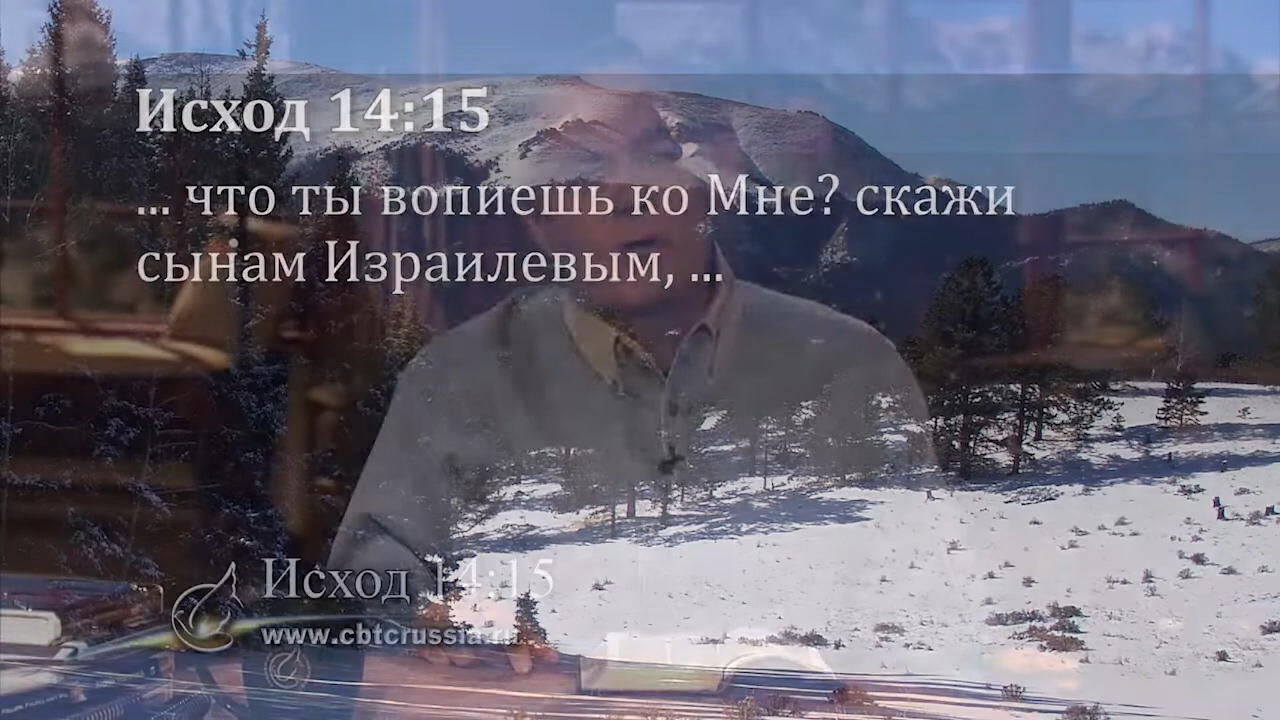 Исход 14:15
... что ты вопиешь ко Мне? скажи
сынам Израилевым, ...
Исход 14:15
www.cbtcrussia.ru